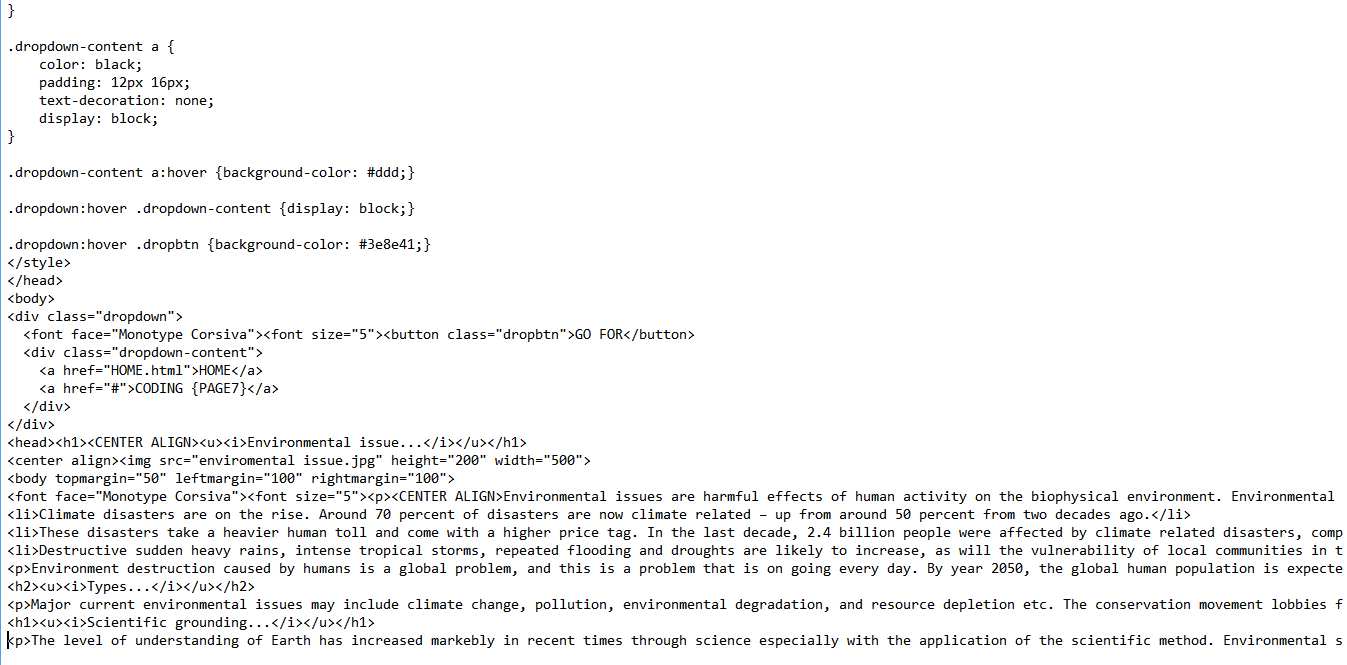 }
.dropdown-content a {
    color: black;
    padding: 12px 16px;
    text-decoration: none;
    display: block;
}
.dropdown-content a:hover {background-color: #ddd;}
.dropdown:hover .dropdown-content {display: block;}
.dropdown:hover .dropbtn {background-color: #3e8e41;}
</style>
</head>
<body>
<div class="dropdown">
  <font face="Monotype Corsiva"><font size="5"><button class="dropbtn">GO FOR</button>
  <div class="dropdown-content">
    <a href="HOME.html">HOME</a>
    <a href="#">CODING {PAGE7}</a>
  </div>
</div>
<head><h1><CENTER ALIGN><u><i>Environmental issue...</i></u></h1>
<center align><img src="enviromental issue.jpg" height="200" width="500">
<body topmargin="50" leftmargin="100" rightmargin="100">
<font face="Monotype Corsiva"><font size="5"><p><CENTER ALIGN>Environmental issues are harmful effects of human activity on the biophysical environment. Environmental
<li>Climate disasters are on the rise. Around 70 percent of disasters are now climate related – up from around 50 percent from two decades ago.</li>
<li>These disasters take a heavier human toll and come with a higher price tag. In the last decade, 2.4 billion people were affected by climate related disasters, comp
<li>Destructive sudden heavy rains, intense tropical storms, repeated flooding and droughts are likely to increase, as will the vulnerability of local communities in t
<p>Environment destruction caused by humans is a global problem, and this is a problem that is on going every day. By year 2050, the global human population is expecte
<h2><u><i>Types...</i></u></h2>
<p>Major current environmental issues may include climate change, pollution, environmental degradation, and resource depletion etc. The conservation movement lobbies f
<h1><u><i>Scientific grounding...</i></u></h1>
<p>The level of understanding of Earth has increased markebly in recent times through science especially with the application of the scientific method. Environmental s